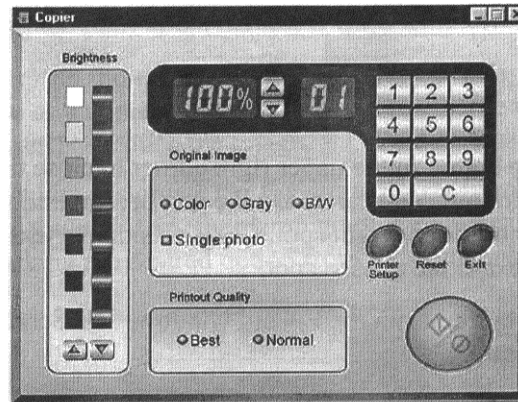 Copier
Brightness
100%
01
1 2 3
4 5 6
7 8 9
0 C
Original Image
Color Gray B/W
Single photo
Printer Setup
Reset
Exit
Printout Quality
Best Normal